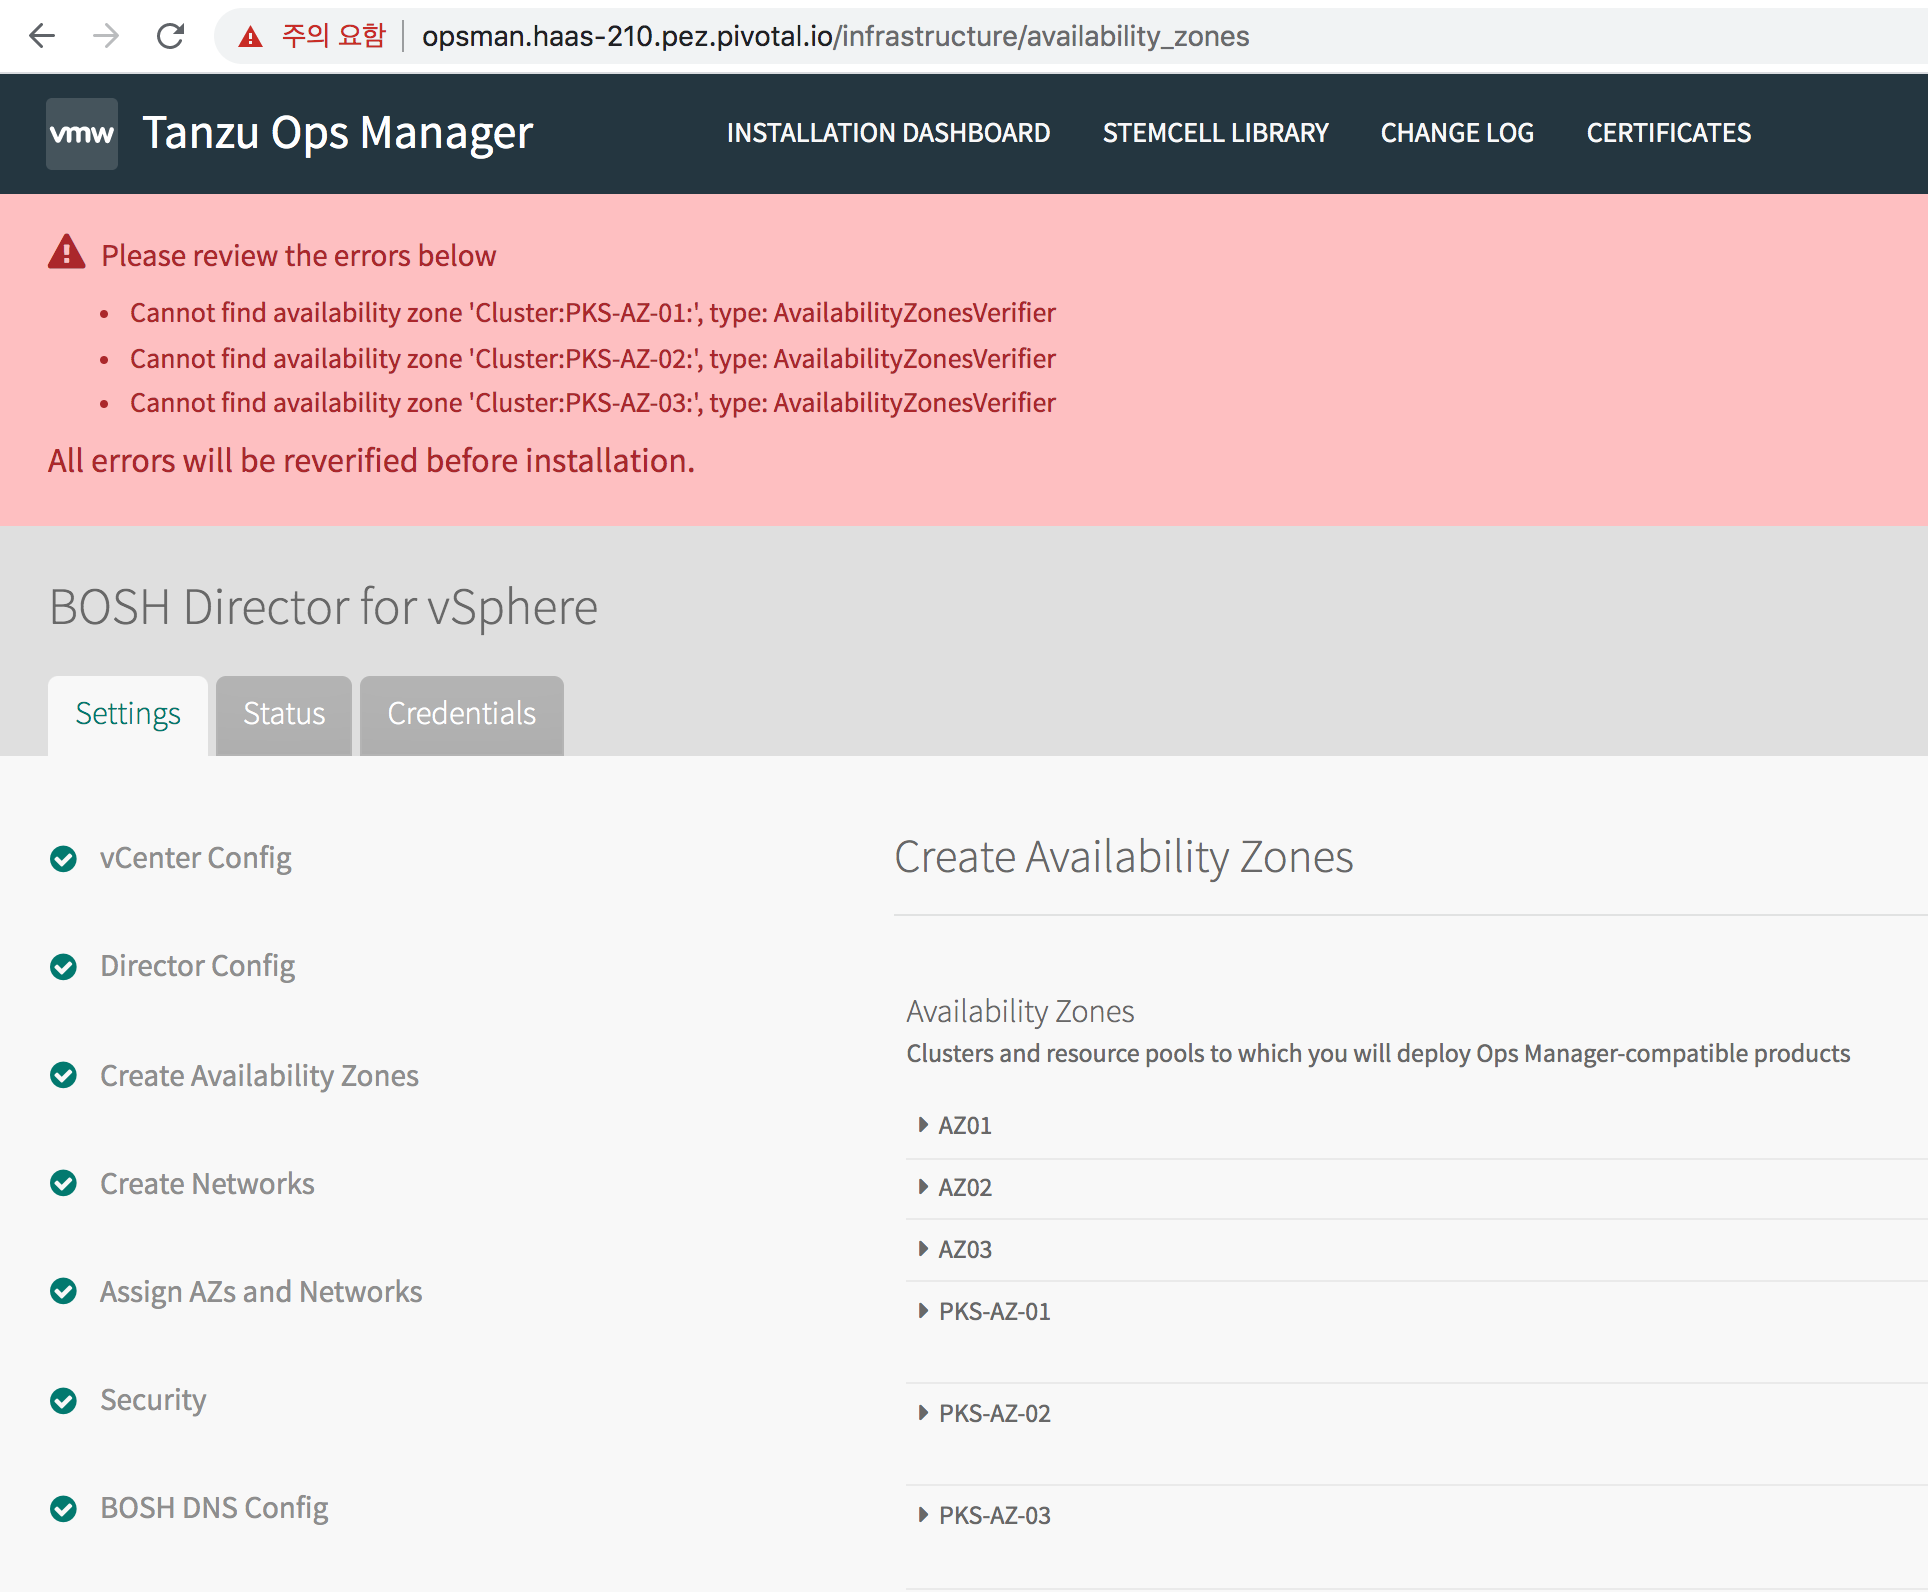 주의 요함 opsman.haas-210.pez.pivotal.io/infrastructure/availability_zones
vmw Tanzu Ops Manager INSTALLATION DASHBOARD STEMCELL LIBRARY CHANGE LOG CERTIFICATES
Please review the errors below
• Cannot find availability zone 'Cluster:PKS-AZ-01:', type: AvailabilityZonesVerifier
• Cannot find availability zone 'Cluster:PKS-AZ-02:', type: AvailabilityZonesVerifier
• Cannot find availability zone 'Cluster:PKS-AZ-03:', type: AvailabilityZonesVerifier
All errors will be reverified before installation.
BOSH Director for vSphere
Settings Status Credentials
vCenter Config
Director Config
Create Availability Zones
Create Networks
Assign AZs and Networks
Security
BOSH DNS Config
Create Availability Zones
Availability Zones
Clusters and resource pools to which you will deploy Ops Manager-compatible products
AZ01
AZ02
AZ03
PKS-AZ-01
PKS-AZ-02
PKS-AZ-03